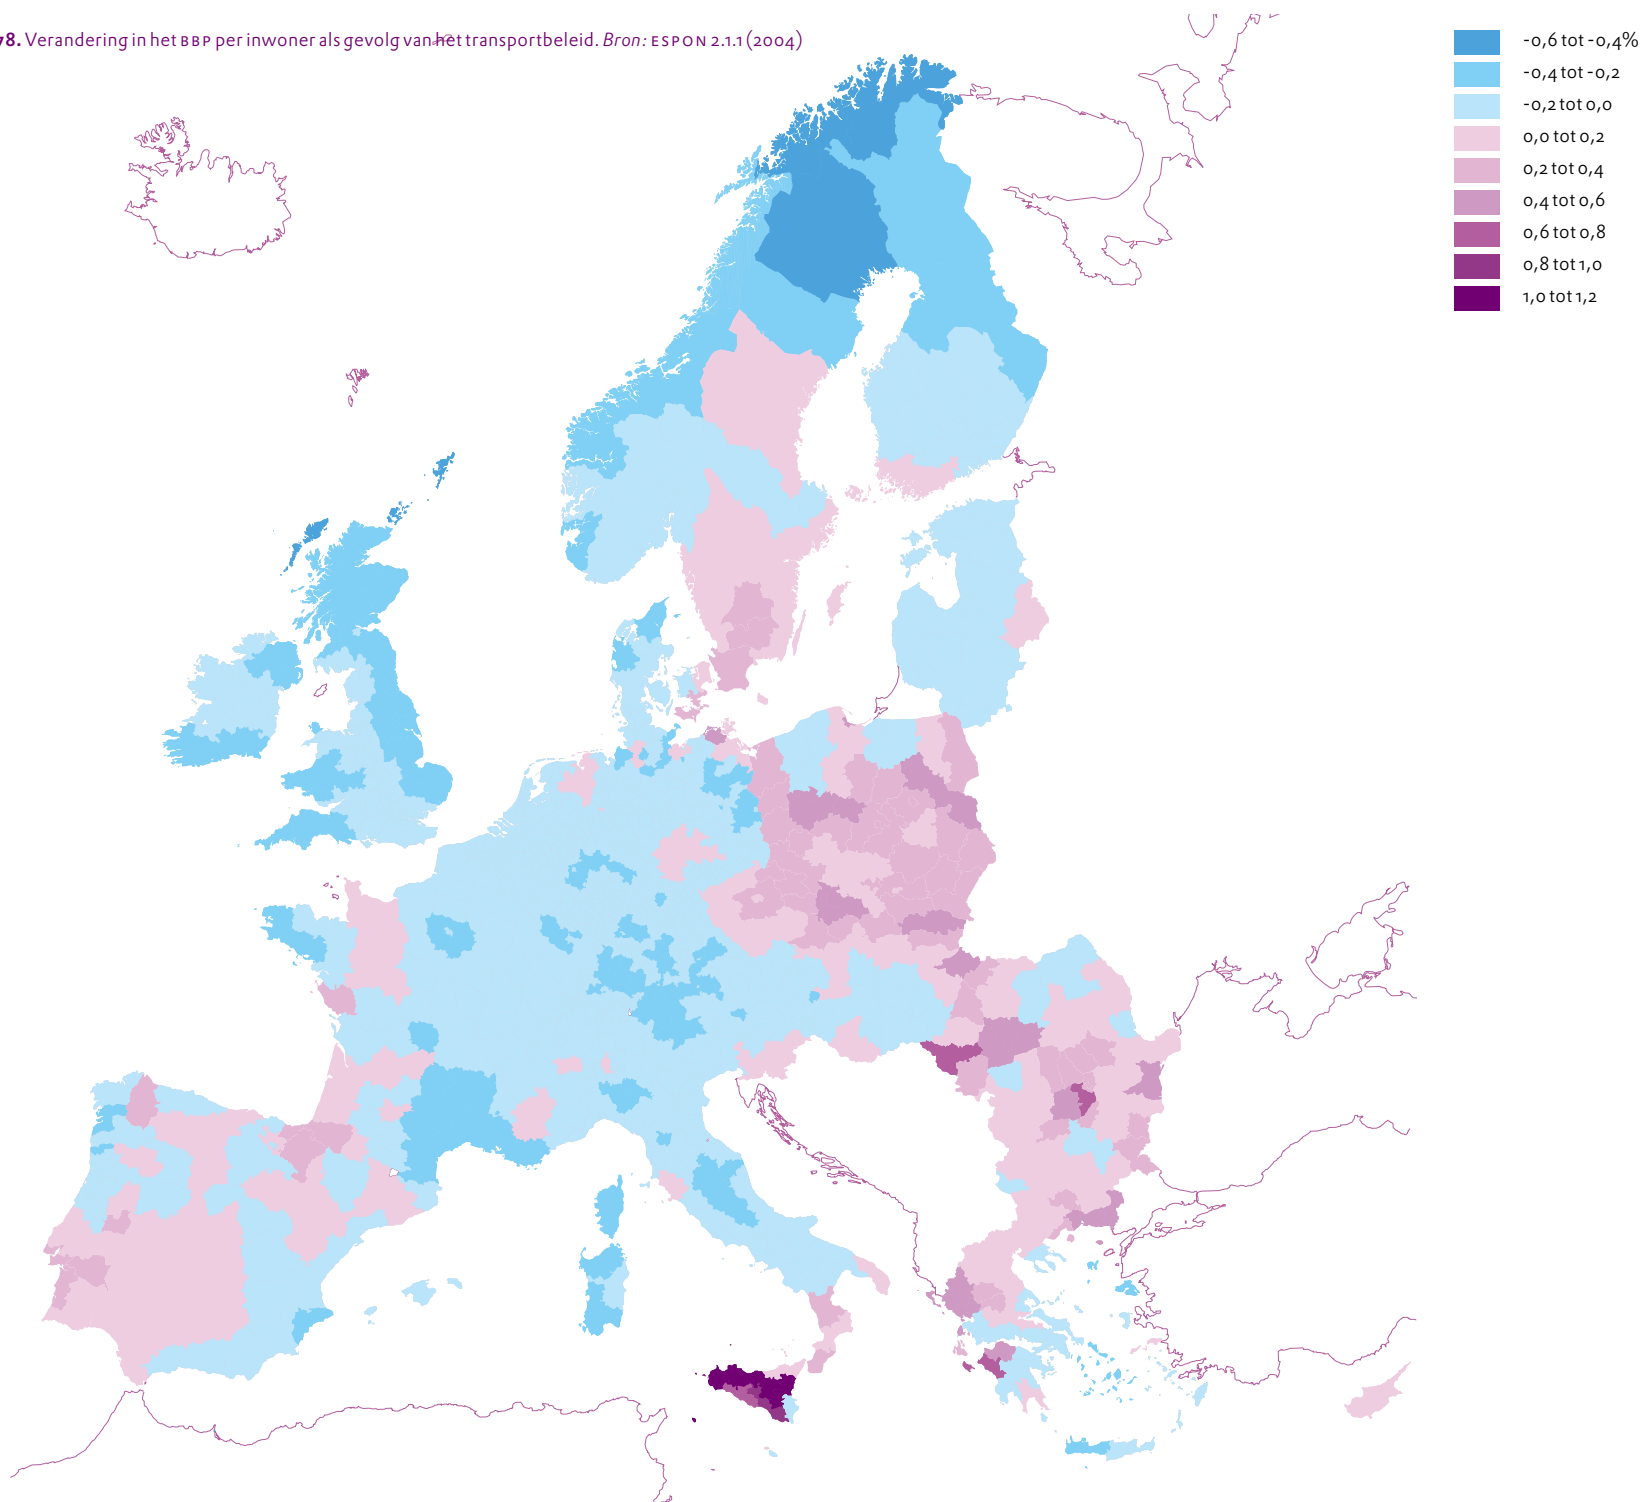 78. Verandering in het BBP per inwoner als gevolg van het transportbeleid. Bron: ESPON 2.1.1 (2004)
-0,6 tot -0,4%
-0,4 tot -0,2
-0,2 tot 0,0
0,0 tot 0,2
0,2 tot 0,4
0,4 tot 0,6
0,6 tot 0,8
0,8 tot 1,0
1,0 tot 1,2